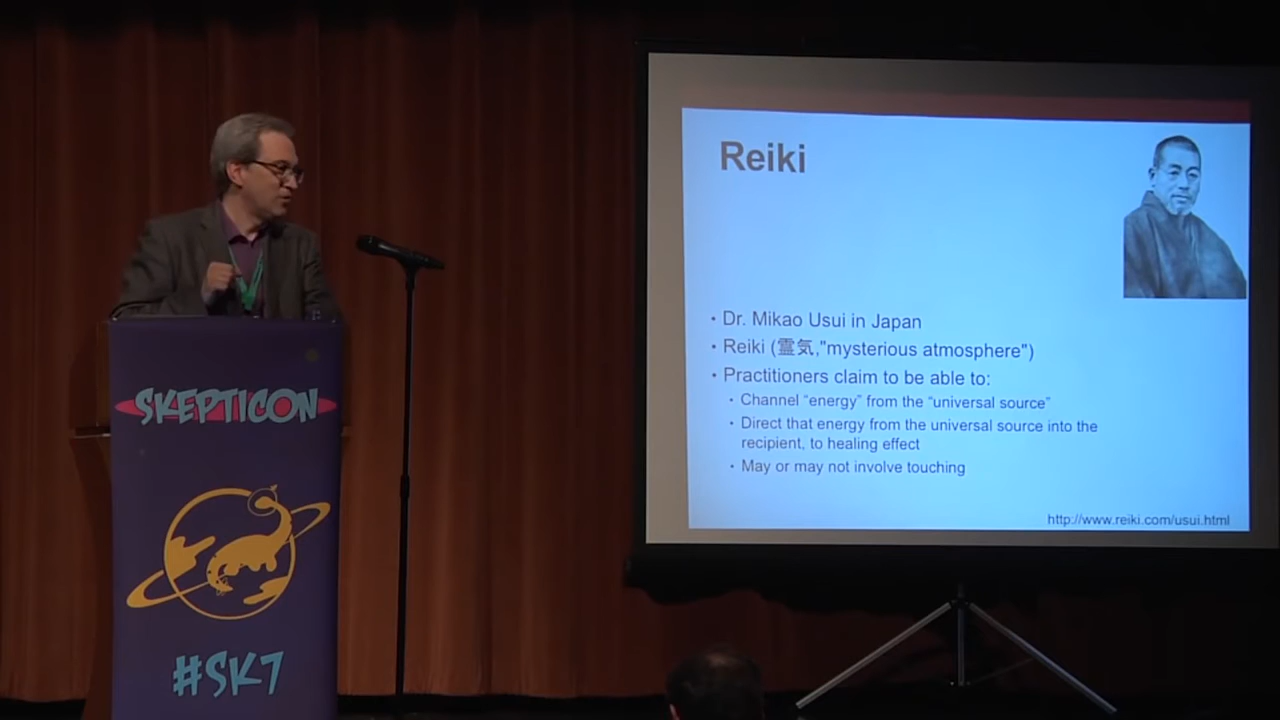 SKEPTICON
#SK7
Reiki
• Dr. Mikao Usui in Japan
• Reiki (霊気,"mysterious atmosphere")
• Practitioners claim to be able to:
• Channel “energy” from the “universal source”
• Direct that energy from the universal source into the
recipient, to healing effect
• May or may not involve touching
http://www.reiki.com/usui.html